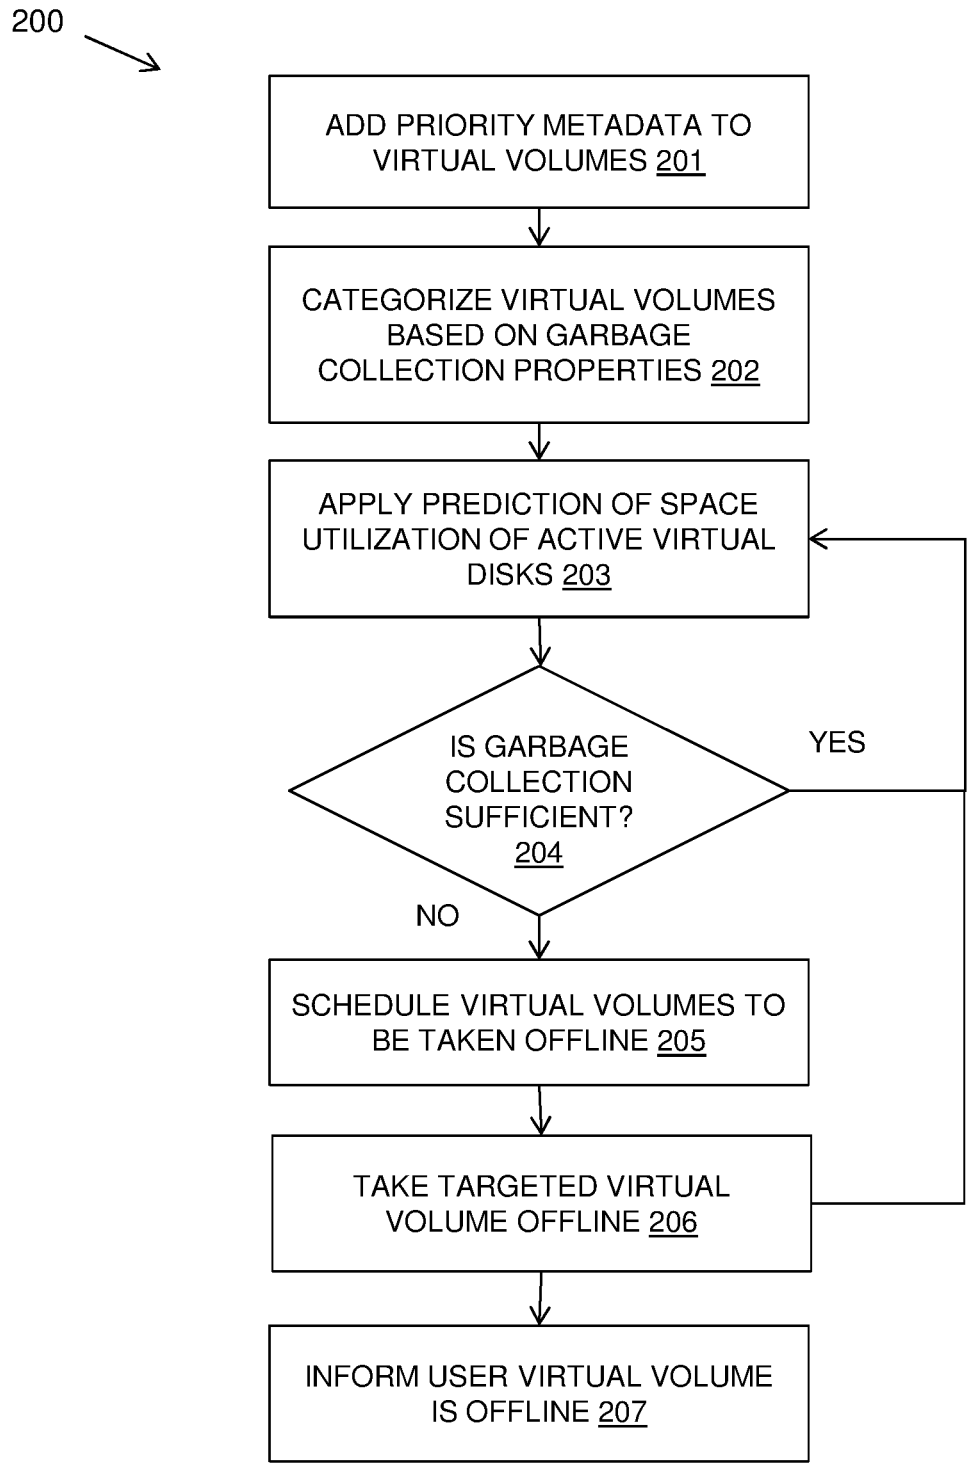 200
ADD PRIORITY METADATA TO
VIRTUAL VOLUMES 201
CATEGORIZE VIRTUAL VOLUMES
BASED ON GARBAGE
COLLECTION PROPERTIES 202
APPLY PREDICTION OF SPACE
UTILIZATION OF ACTIVE VIRTUAL
DISKS 203
IS GARBAGE
COLLECTION
SUFFICIENT?
204
YES
NO
SCHEDULE VIRTUAL VOLUMES TO
BE TAKEN OFFLINE 205
TAKE TARGETED VIRTUAL
VOLUME OFFLINE 206
INFORM USER VIRTUAL VOLUME
IS OFFLINE 207